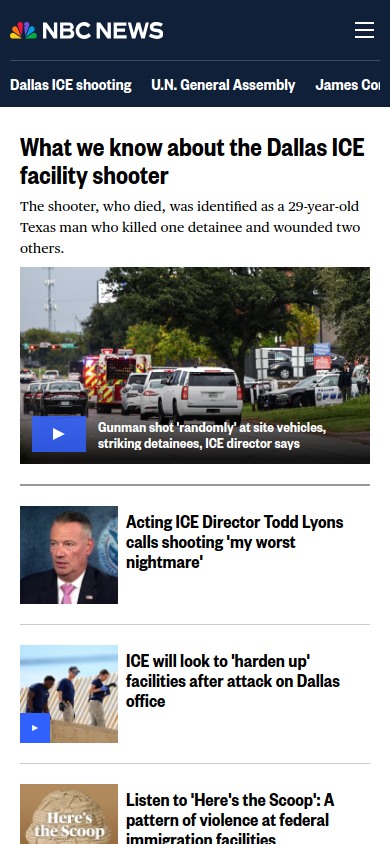 NBC NEWS
Dallas ICE shooting U.N. General Assembly James Co
What we know about the Dallas ICE
facility shooter
The shooter, who died, was identified as a 29-year-old
Texas man who killed one detainee and wounded two
others.
Gunman shot 'randomly' at site vehicles,
striking detainees, ICE director says
Acting ICE Director Todd Lyons
calls shooting 'my worst
nightmare'
ICE will look to 'harden up'
facilities after attack on Dallas
office
Here's
the Scoop
Listen to 'Here's the Scoop': A
pattern of violence at federal
immigration facilities